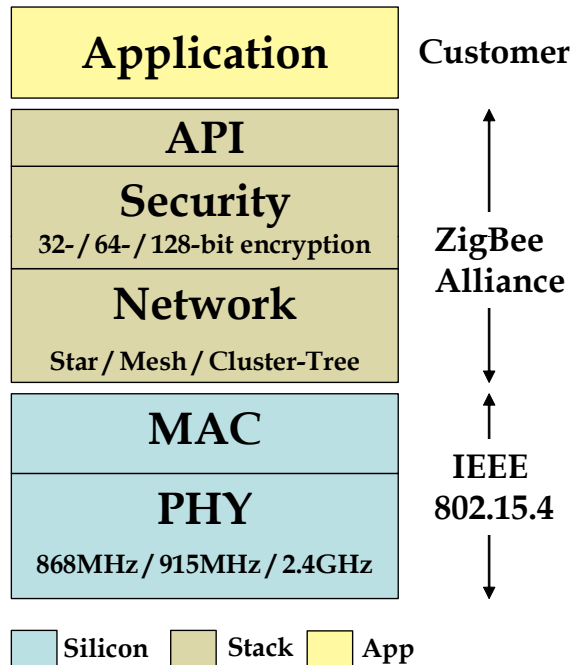 Application
Customer
API
Security
32- / 64- / 128-bit encryption
ZigBee
Alliance
Network
Star / Mesh / Cluster-Tree
MAC
IEEE
802.15.4
PHY
868MHz / 915MHz / 2.4GHz
Silicon
Stack
App